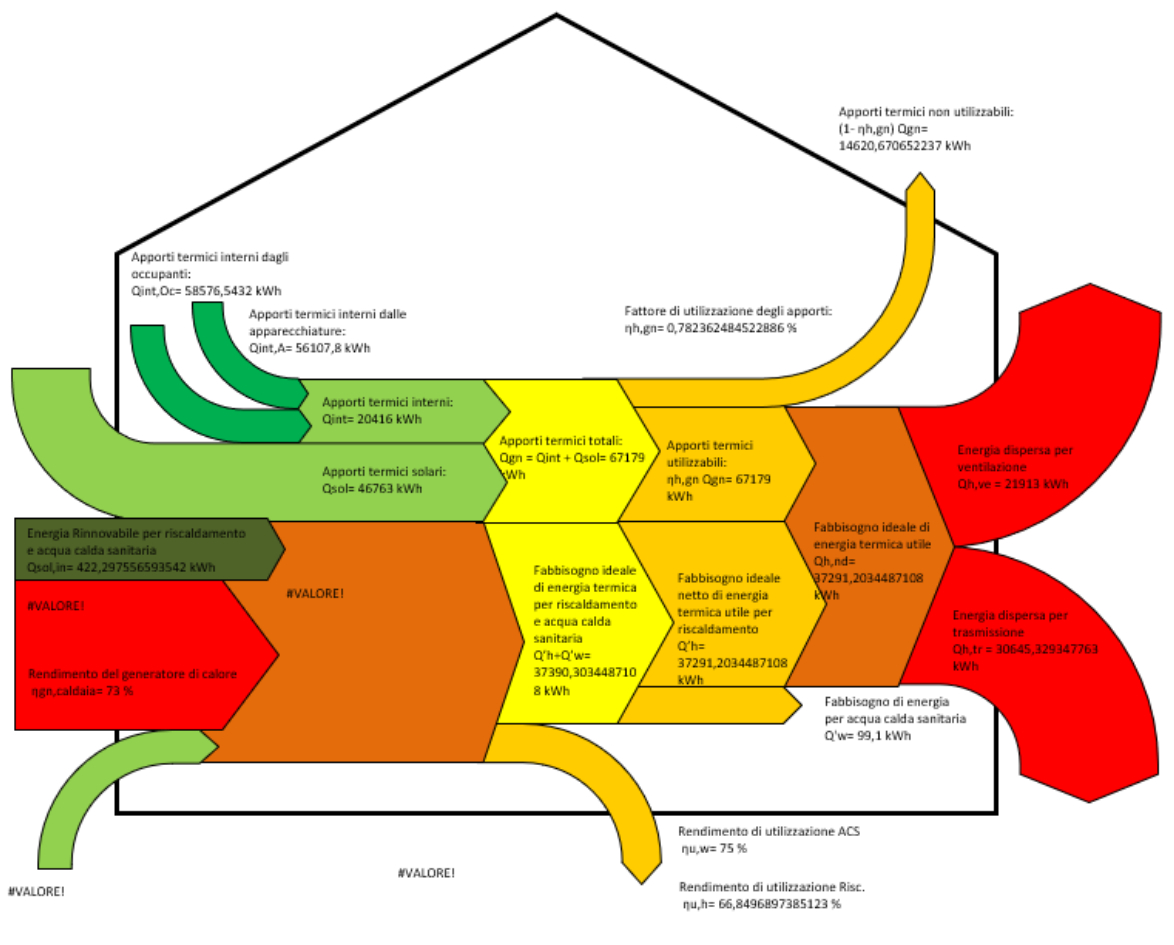 Apporti termici non utilizzabili:
(1- ηh,gn) Qgn=
14620,670652237 kWh
Apporti termici interni dagli
occupanti:
Qint,Oc= 58576,5432 kWh
Apporti termici interni dalle
apparecchiature:
Qint,A= 56107,8 kWh
Fattore di utilizzazione degli apporti:
ηh,gn= 0,782362484522886 %
Apporti termici interni:
Qint= 20416 kWh
Apporti termici solari:
Qsol= 46763 kWh
Apporti termici totali:
Qgn = Qint + Qsol= 67179
kWh
Apporti termici
utilizzabili:
ηh,gn Qgn= 67179
kWh
Energia dispersa per
ventilazione
Qh,ve = 21913 kWh
Energia Rinnovabile per riscaldamento
e acqua calda sanitaria
Qsol,in= 422,297556593542 kWh
#VALORE!
Rendimento del generatore di calore
ηgn,caldaia= 73 %
#VALORE!
Fabbisogno ideale
di energia termica
per riscaldamento
e acqua calda
sanitaria
Q'h+Q'w=
37390,303448710
8 kWh
Fabbisogno ideale
netto di energia
termica utile per
riscaldamento
Q'h=
37291,2034487108
kWh
Fabbisogno ideale di
energia termica utile
Qh,nd=
37291,2034487108
kWh
Energia dispersa per
trasmissione
Qh,tr = 30645,329347763
kWh
Fabbisogno di energia
per acqua calda sanitaria
Q'w= 99,1 kWh
#VALORE!
#VALORE!
Rendimento di utilizzazione ACS
ηu,w= 75 %
Rendimento di utilizzazione Risc.
ηu,h= 66,8496897385123 %